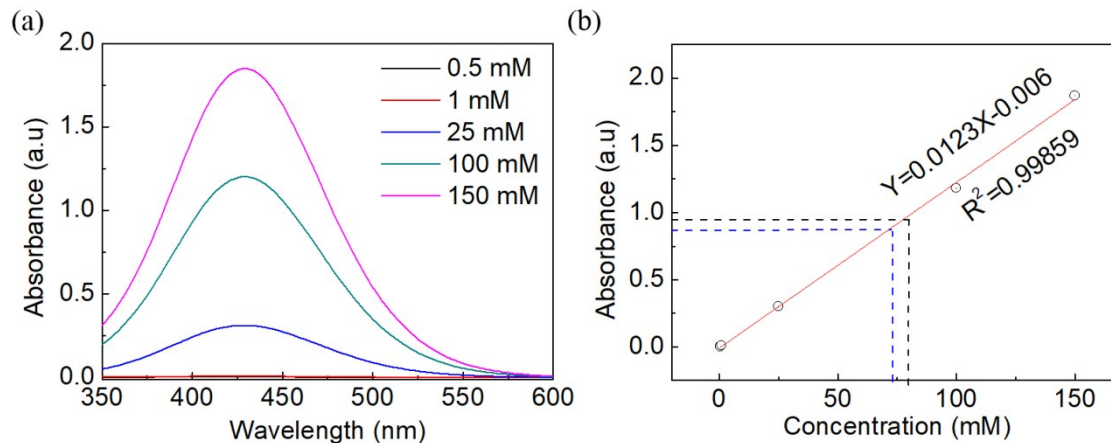 (a)
2.0
1.5
1.0
0.5
0.0
350
400
450
500
550
600
Absorbance (a.u)
Wavelength (nm)
0.5 mM
1 mM
25 mM
100 mM
150 mM
(b)
2.0
1.5
1.0
0.5
0.0
0
50
100
150
Absorbance (a.u)
Concentration (mM)
Y=0.0123X-0.006
R²=0.99859